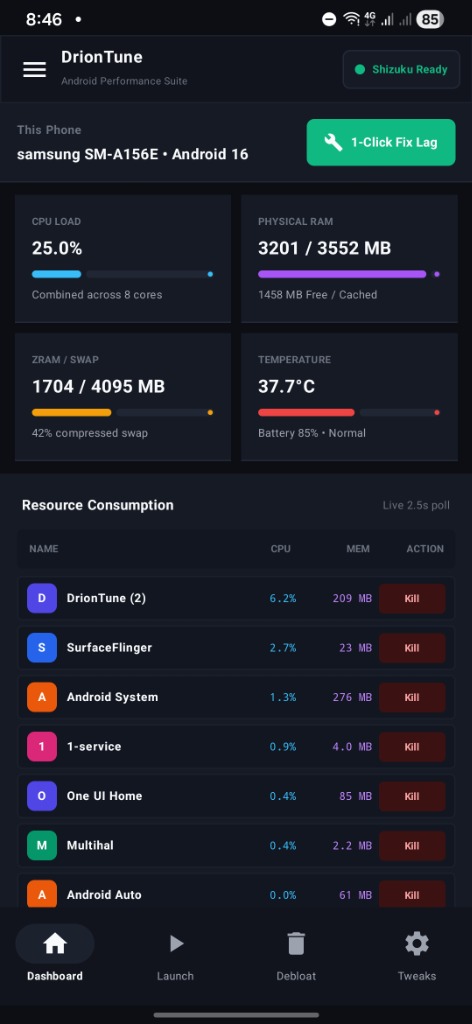 8:46
4G
85
DrionTune
Android Performance Suite
Shizuku Ready
This Phone
samsung SM-A156E • Android 16
1-Click Fix Lag
CPU LOAD
25.0%
Combined across 8 cores
PHYSICAL RAM
3201 / 3552 MB
1458 MB Free / Cached
ZRAM / SWAP
1704 / 4095 MB
42% compressed swap
TEMPERATURE
37.7°C
Battery 85% • Normal
Resource Consumption
Live 2.5s poll
NAME CPU MEM ACTION
D DrionTune (2) 6.2% 209 MB Kill
S SurfaceFlinger 2.7% 23 MB Kill
A Android System 1.3% 276 MB Kill
1 1-service 0.9% 4.0 MB Kill
O One UI Home 0.4% 85 MB Kill
M Multihal 0.4% 2.2 MB Kill
A Android Auto 0.0% 61 MB Kill
Dashboard Launch Debloat Tweaks